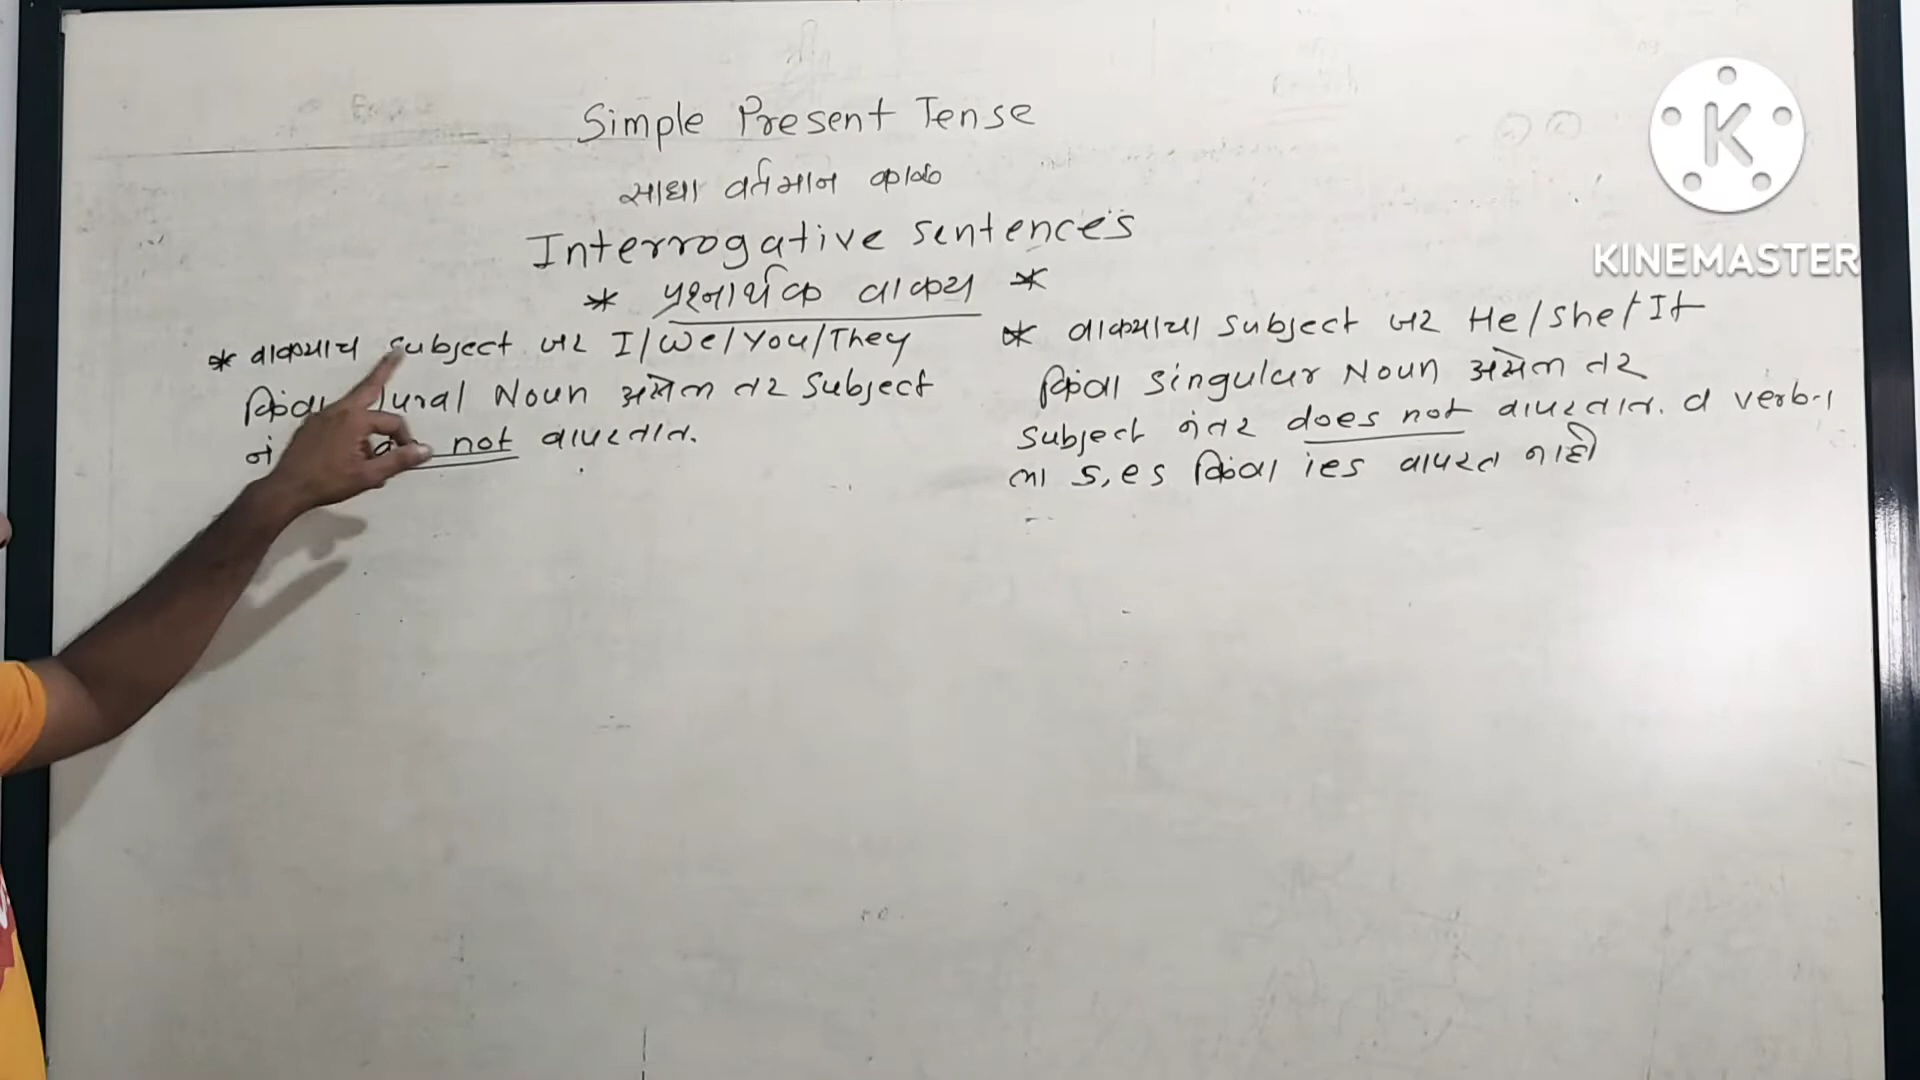 Simple Present Tense
साधा वर्तमान काळ
Interrogative sentences
* प्रश्नार्थक वाक्य *
* वाक्याच subject जर I/We/You/They
किंवा plural Noun असेल तर subject
नं not वापरतात.
* वाक्याचा subject जर He/She/It
किंवा singular Noun असेल तर
subject नंतर does not वापरतात. व verb-1
ला s, es किंवा ies वापरत नाही
K
KINEMASTER